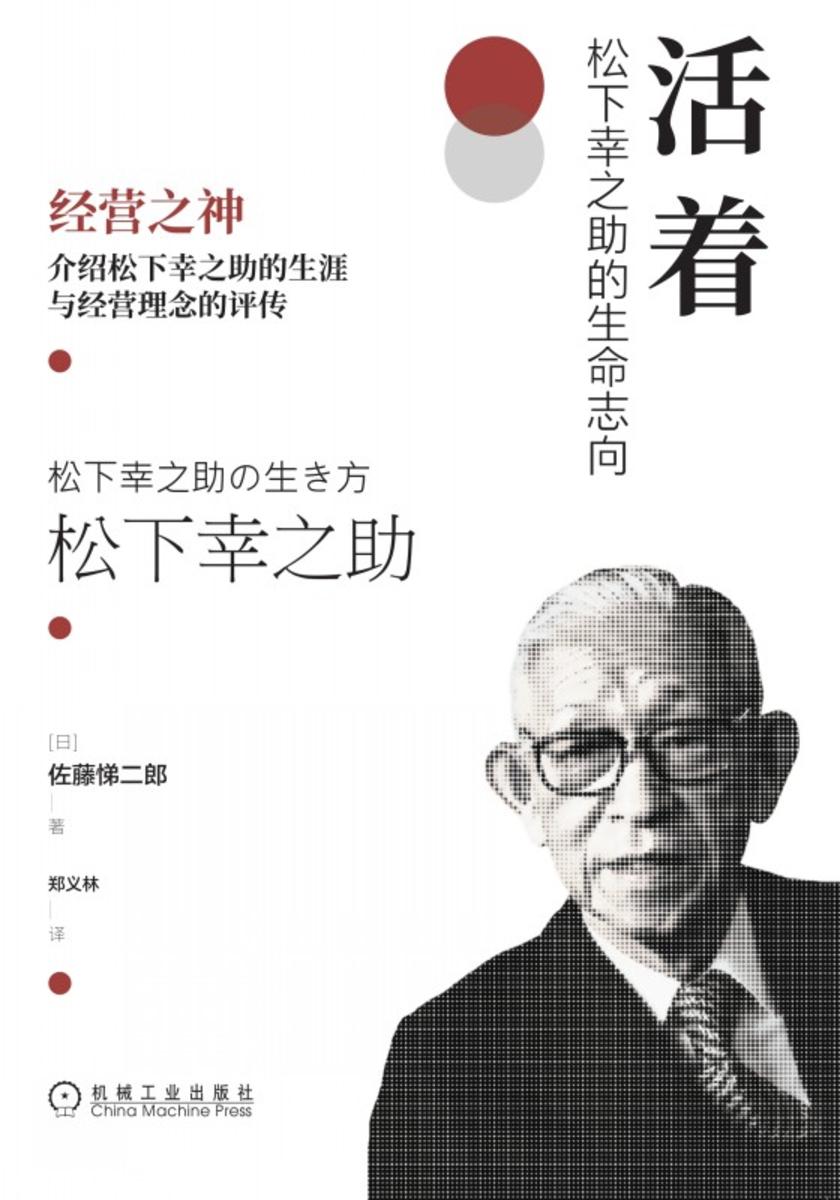 活着
松下幸之助的生命志向
经营之神
介绍松下幸之助的生涯
与经营理念的评传
松下幸之助の生き方
松下幸之助
[日]
佐藤悌二郎
著
郑义林
译
机械工业出版社
China Machine Press